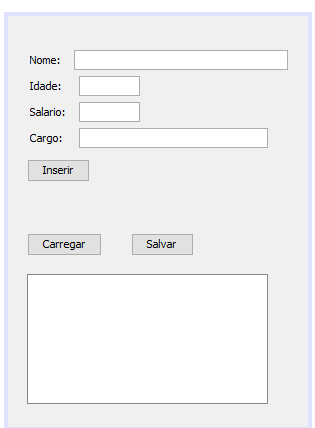 Nome:
Idade:
Salario:
Cargo:
Inserir
Carregar Salvar